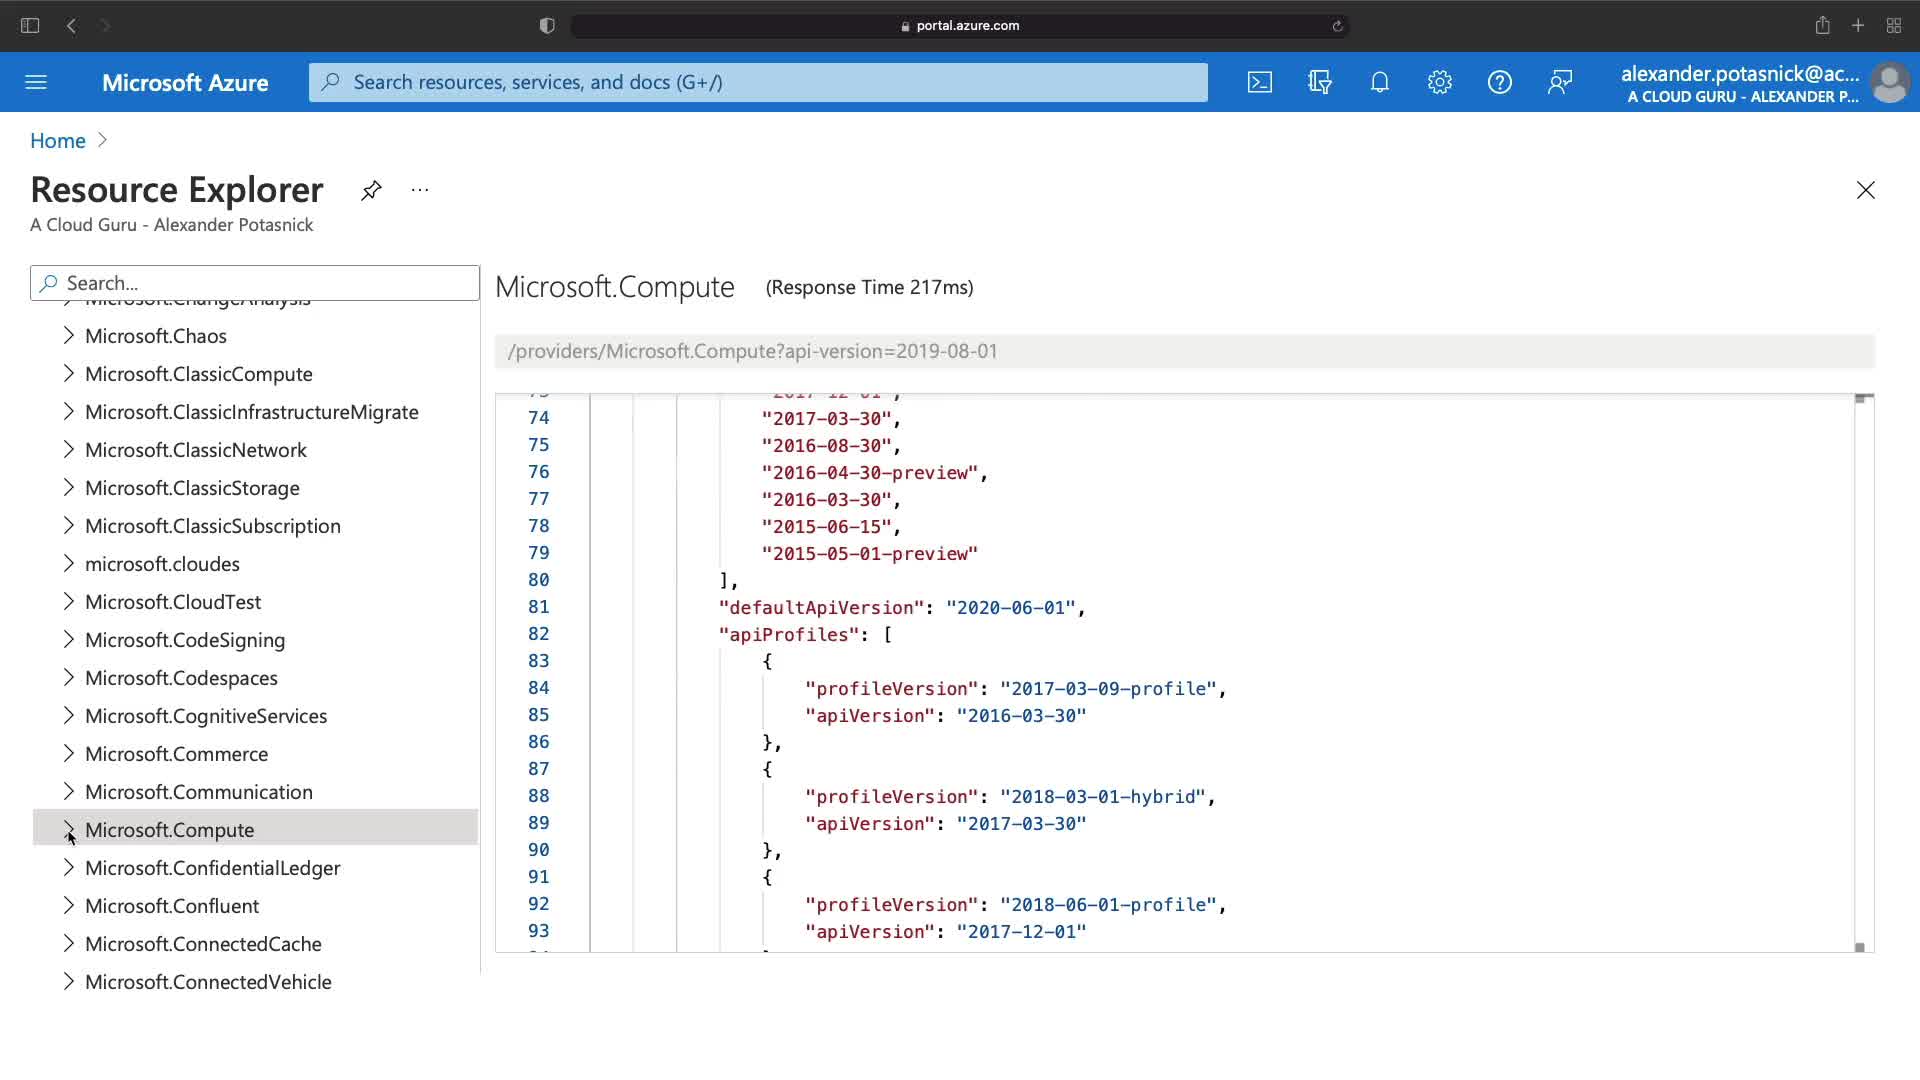 portal.azure.com
Microsoft Azure
Search resources, services, and docs (G+/)
alexander.potasnick@ac...
A CLOUD GURU - ALEXANDER P...
Home
Resource Explorer
A Cloud Guru - Alexander Potasnick
Search...
Microsoft.ChangeAnalysis
Microsoft.Chaos
Microsoft.ClassicCompute
Microsoft.ClassicInfrastructureMigrate
Microsoft.ClassicNetwork
Microsoft.ClassicStorage
Microsoft.ClassicSubscription
microsoft.cloudes
Microsoft.CloudTest
Microsoft.CodeSigning
Microsoft.Codespaces
Microsoft.CognitiveServices
Microsoft.Commerce
Microsoft.Communication
Microsoft.Compute
Microsoft.ConfidentialLedger
Microsoft.Confluent
Microsoft.ConnectedCache
Microsoft.ConnectedVehicle
Microsoft.Compute (Response Time 217ms)
/providers/Microsoft.Compute?api-version=2019-08-01
73 "2017-12-01",
74 "2017-03-30",
75 "2016-08-30",
76 "2016-04-30-preview",
77 "2016-03-30",
78 "2015-06-15",
79 "2015-05-01-preview"
80 ],
81 "defaultApiVersion": "2020-06-01",
82 "apiProfiles": [
83 {
84 "profileVersion": "2017-03-09-profile",
85 "apiVersion": "2016-03-30"
86 },
87 {
88 "profileVersion": "2018-03-01-hybrid",
89 "apiVersion": "2017-03-30"
90 },
91 {
92 "profileVersion": "2018-06-01-profile",
93 "apiVersion": "2017-12-01"